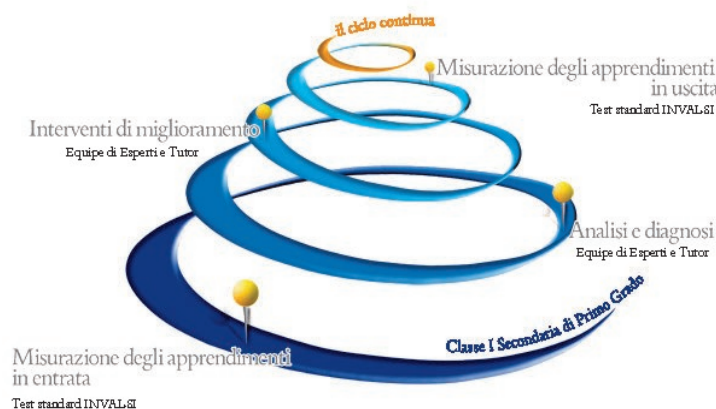 il ciclo continua
Misurazione degli apprendimenti
in uscita
Test standard INVALSI
Interventi di miglioramento
Equipe di Esperti e Tutor
Analisi e diagnosi
Equipe di Esperti e Tutor
Classe I Secondaria di Primo Grado
Misurazione degli apprendimenti
in entrata
Test standard INVALSI